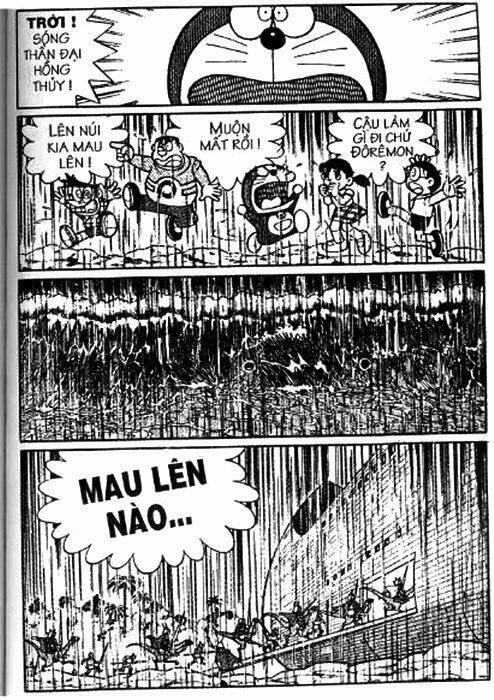 TRỜI !
SÓNG
THẦN ĐẠI
HỒNG
THỦY !
LÊN NÚI
KIA MAU
LÊN !
MUỘN
MẤT RỒI !
CẬU LÀM
GÌ ĐI CHỨ
ĐÔRÊMON
?
MAU LÊN
NÀO...